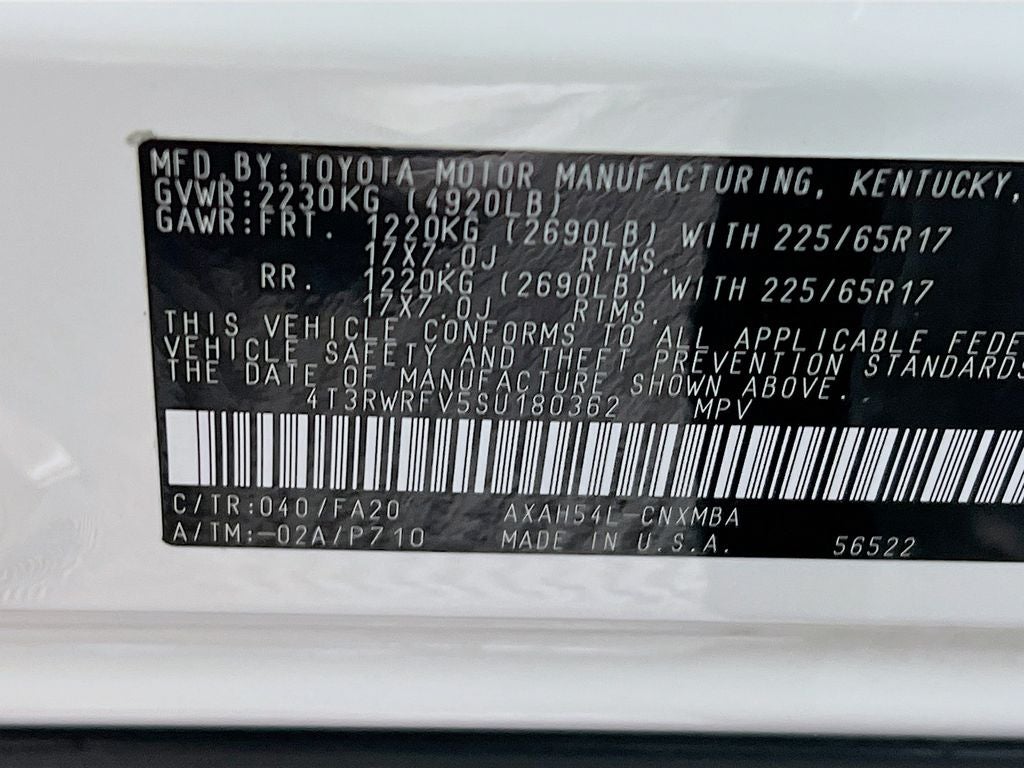 MFD.BY:TOYOTA MOTOR MANUFACTURING, KENTUCKY,
GVWR:2230KG (4920LB)
GAWR:FRT. 1220KG (2690LB) WITH 225/65R17
17X7.0J RIMS.
RR. 1220KG (2690LB) WITH 225/65R17
17X7.0J RIMS.
THIS VEHICLE CONFORMS TO ALL APPLICABLE FEDE
VEHICLE SAFETY AND THEFT PREVENTION STANDARDS
THE DATE OF MANUFACTURE SHOWN ABOVE.
4T3RWRFV5SU180362 MPV
C/TR:040/FA20 AXAH54L-CNXMBA
A/TM:-02A/P710 MADE IN U.S.A. 56522